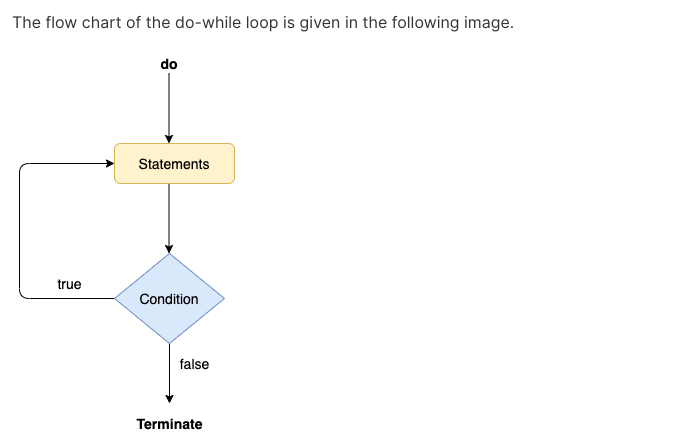 The flow chart of the do-while loop is given in the following image.
do
Statements
true
Condition
false
Terminate